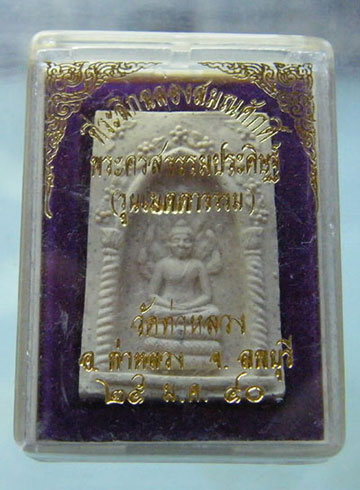 ที่ระลึกฉลองสมณศักดิ์
พระครูสุธรรมประดิษฐ์
(รุ่นเมตตาธรรม)
วัดท่าหลวง
อ. ท่าหลวง จ. ลพบุรี
๒๕ ม.ค. ๔๐